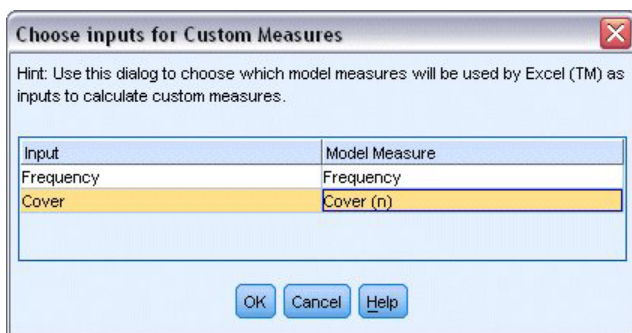 Choose inputs for Custom Measures
Hint: Use this dialog to choose which model measures will be used by Excel (TM) as
inputs to calculate custom measures.
Input Model Measure
Frequency Frequency
Cover Cover (n)
OK Cancel Help